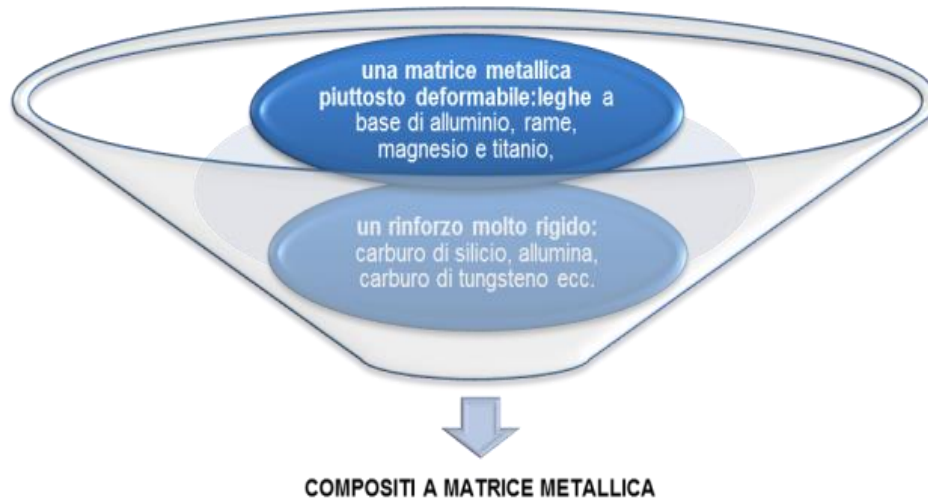 una matrice metallica
piuttosto deformabile:leghe a
base di alluminio, rame,
magnesio e titanio,
un rinforzo molto rigido:
carburo di silicio, allumina,
carburo di tungsteno ecc.
COMPOSITI A MATRICE METALLICA